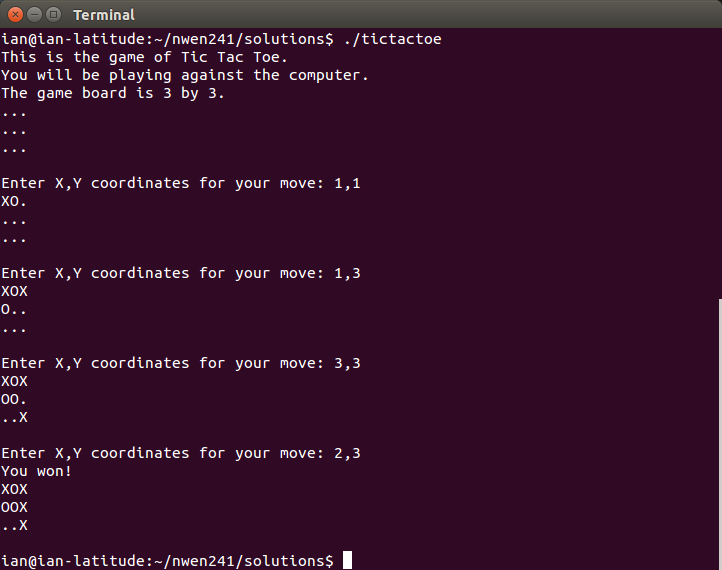 Terminal
ian@ian-latitude:~/nwen241/solutions$ ./tictactoe
This is the game of Tic Tac Toe.
You will be playing against the computer.
The game board is 3 by 3.
...
...
...
Enter X,Y coordinates for your move: 1,1
XO.
...
...
Enter X,Y coordinates for your move: 1,3
XOX
O..
...
Enter X,Y coordinates for your move: 3,3
XOX
OO.
..X
Enter X,Y coordinates for your move: 2,3
You won!
XOX
OOX
..X
ian@ian-latitude:~/nwen241/solutions$